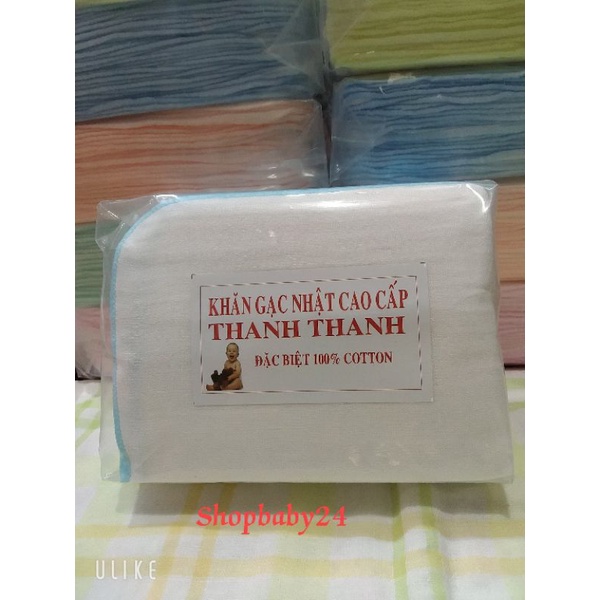 KHĂN GẠC NHẬT CAO CẤP
THANH THANH
ĐẶC BIỆT 100% COTTON
Shopbaby24
ULIKE